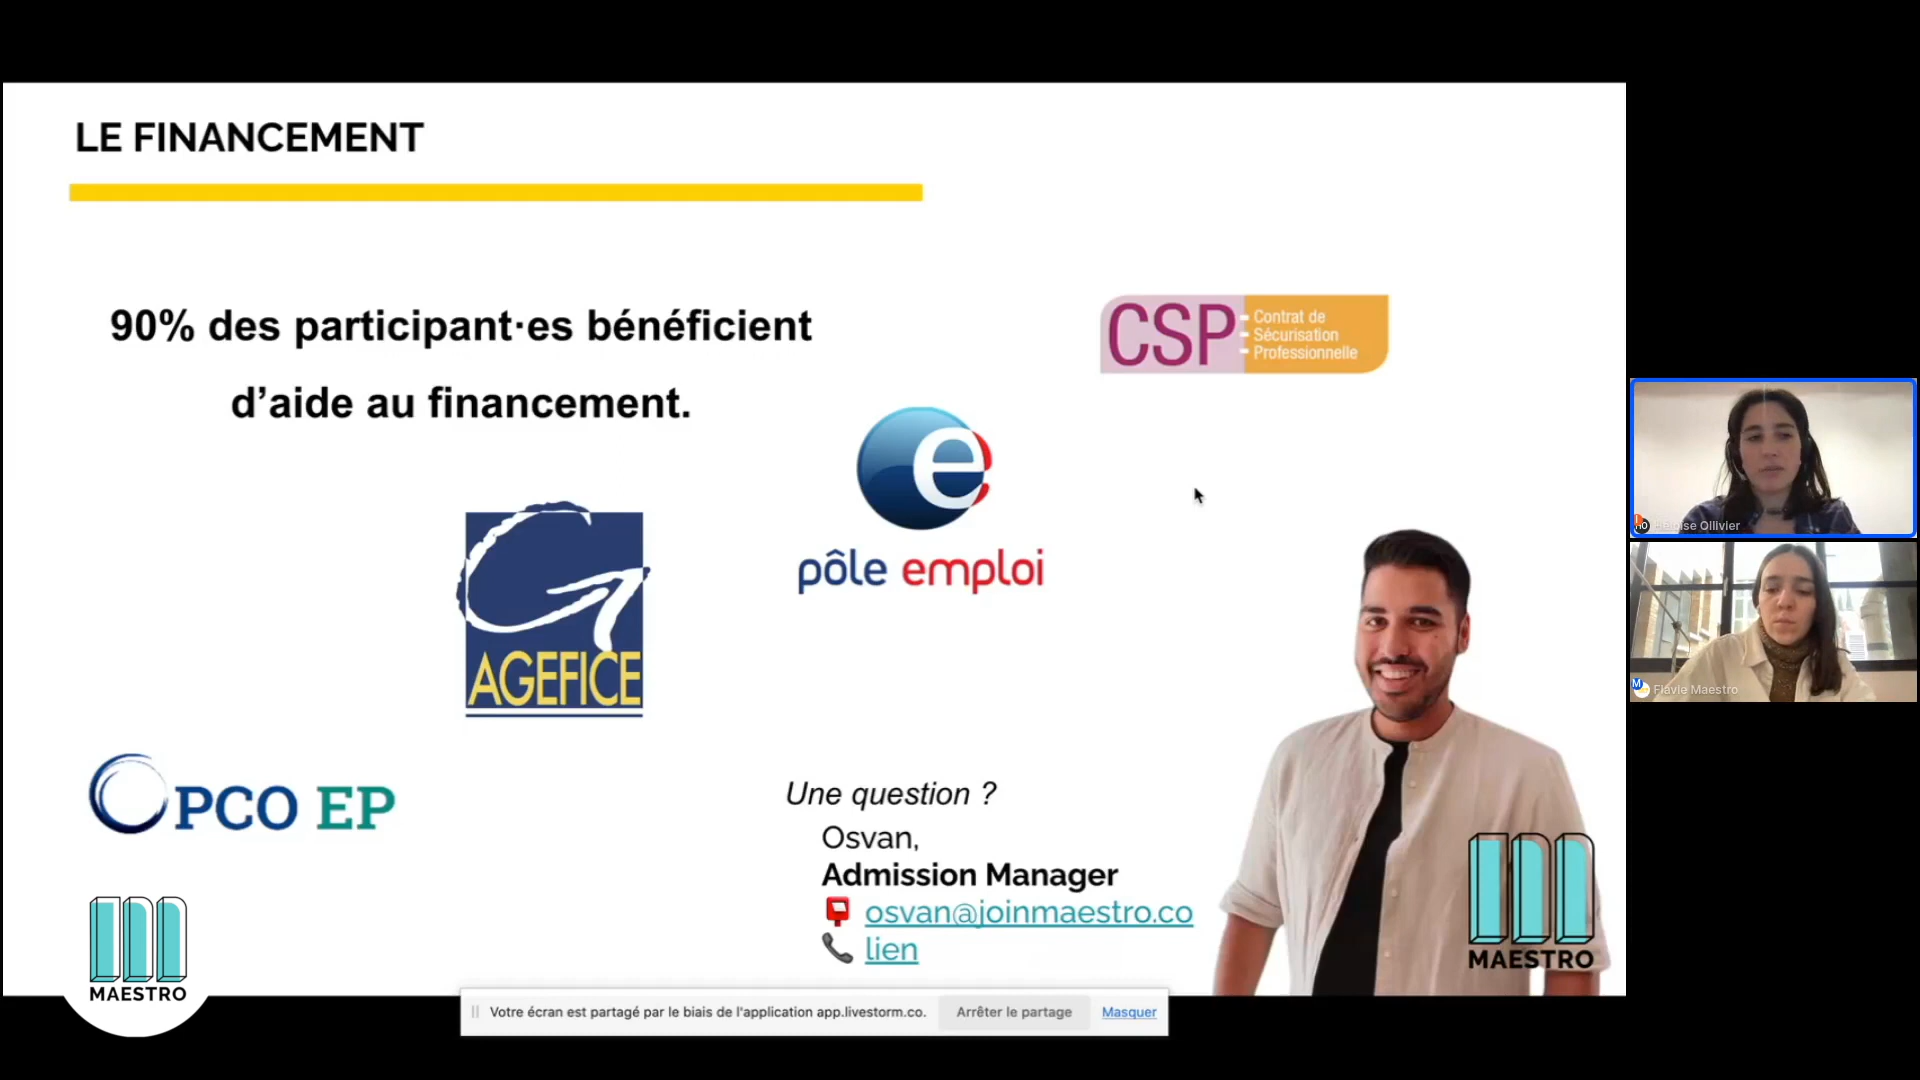 LE FINANCEMENT
90% des participant·es bénéficient
d’aide au financement.
CSP
Contrat de
Sécurisation
Professionnelle
pôle emploi
AGEFICE
OPCO EP
Une question ?
Osvan,
Admission Manager
osvan@joinmaestro.co
lien
MAESTRO
MAESTRO
Votre écran est partagé par le biais de l'application app.livestorm.co.
Arrêter le partage
Masquer
Ollivier
Flavie Maestro